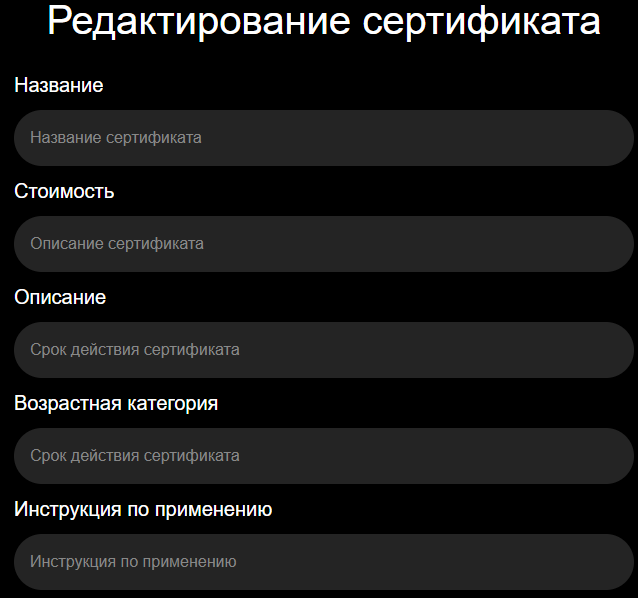 Редактирование сертификата
Название
Название сертификата
Стоимость
Описание сертификата
Описание
Срок действия сертификата
Возрастная категория
Срок действия сертификата
Инструкция по применению
Инструкция по применению